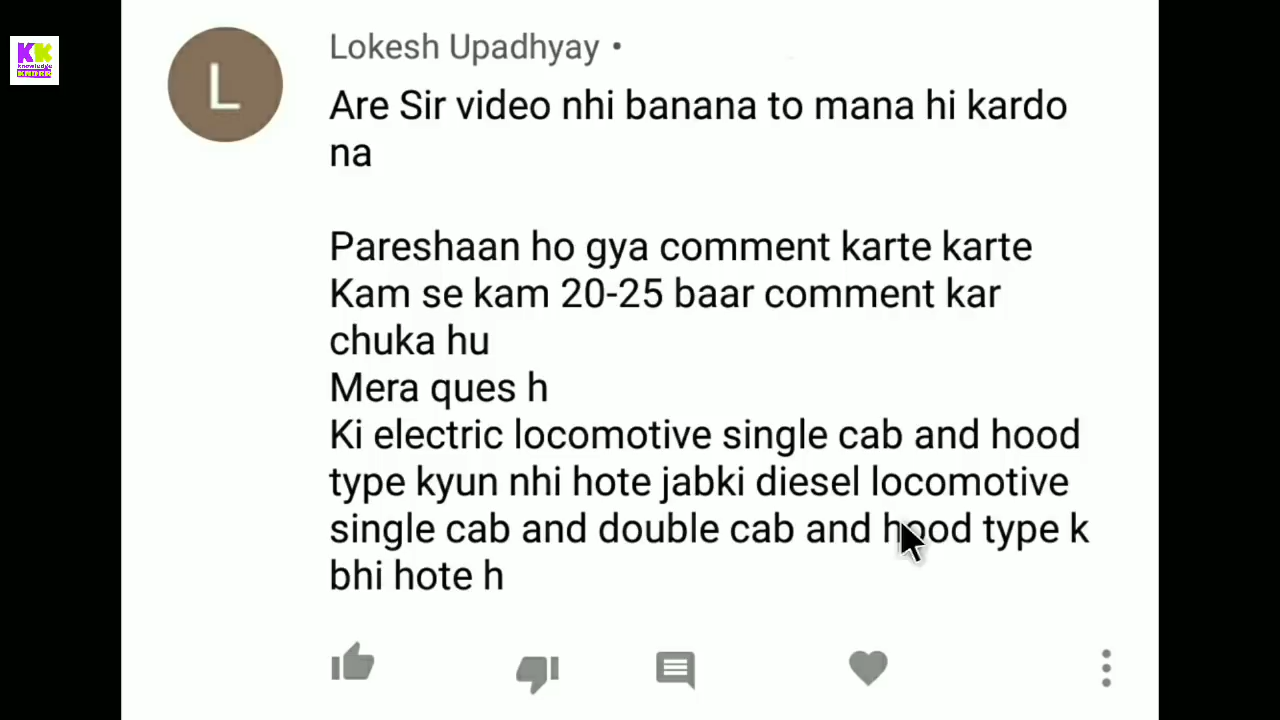 KK
knowledge
Lokesh Upadhyay •
L
Are Sir video nhi banana to mana hi kardo
na
Pareshaan ho gya comment karte karte
Kam se kam 20-25 baar comment kar
chuka hu
Mera ques h
Ki electric locomotive single cab and hood
type kyun nhi hote jabki diesel locomotive
single cab and double cab and hood type k
bhi hote h